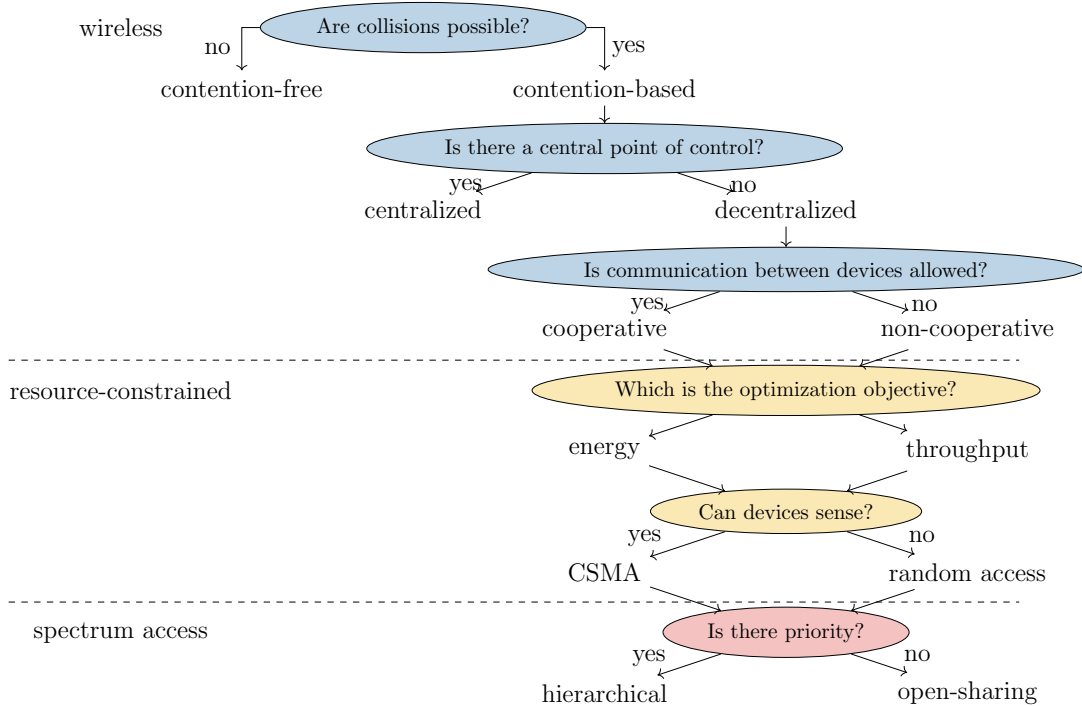 wireless
Are collisions possible?
no
yes
contention-free
contention-based
Is there a central point of control?
yes
no
centralized
decentralized
Is communication between devices allowed?
yes
no
cooperative
non-cooperative
resource-constrained
Which is the optimization objective?
energy
throughput
Can devices sense?
yes
no
CSMA
random access
spectrum access
Is there priority?
yes
no
hierarchical
open-sharing